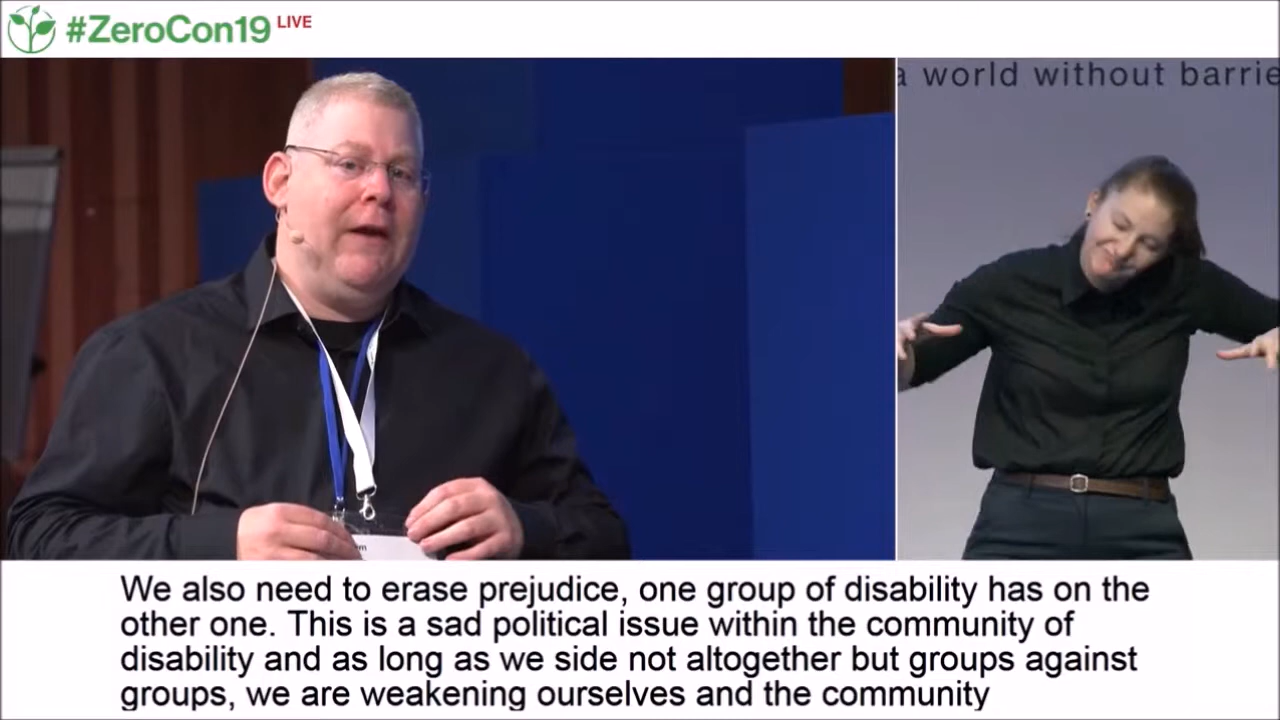 #ZeroCon19 LIVE
a world without barrie
We also need to erase prejudice, one group of disability has on the
other one. This is a sad political issue within the community of
disability and as long as we side not altogether but groups against
groups, we are weakening ourselves and the community